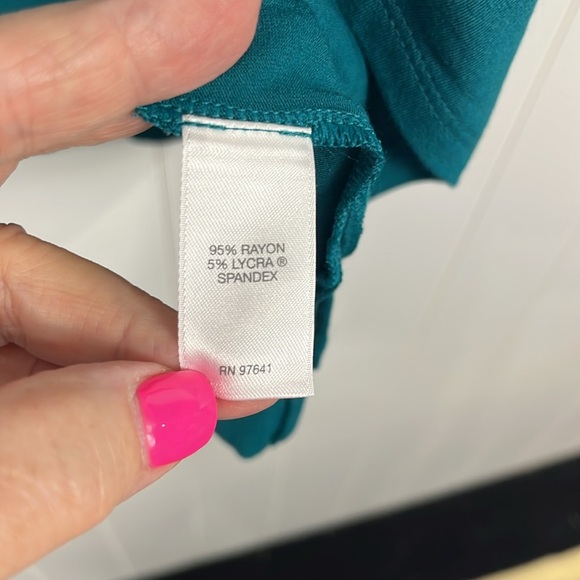 95% RAYON
5% LYCRA ®
SPANDEX
RN 97641